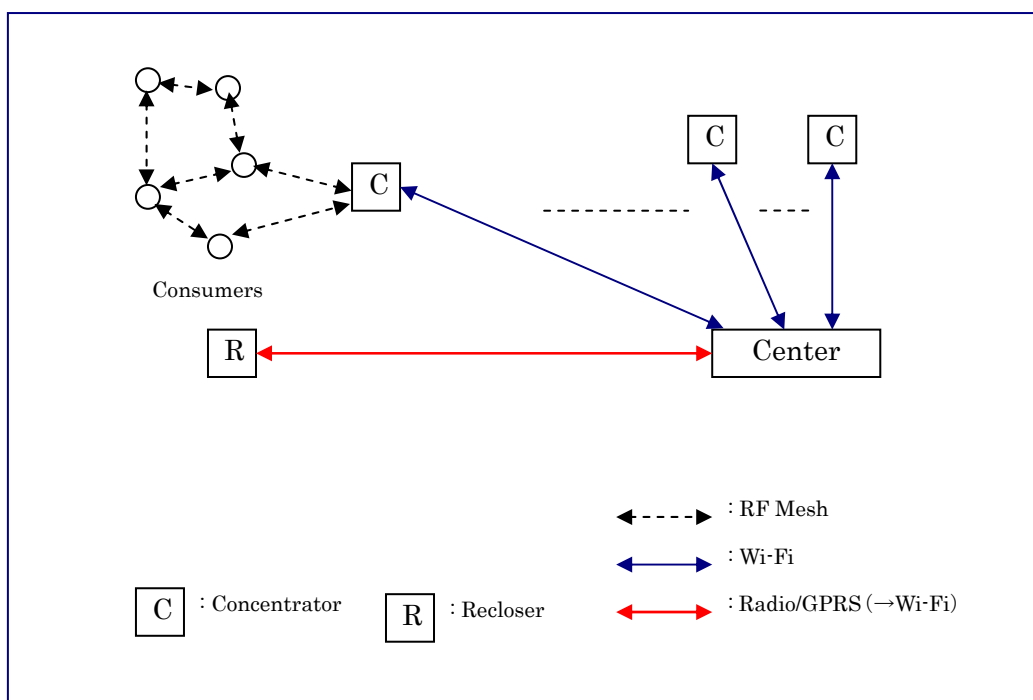 C
C
C
Consumers
R
Center
: RF Mesh
: Wi-Fi
C
: Concentrator
R
: Recloser
: Radio/GPRS (→Wi-Fi)